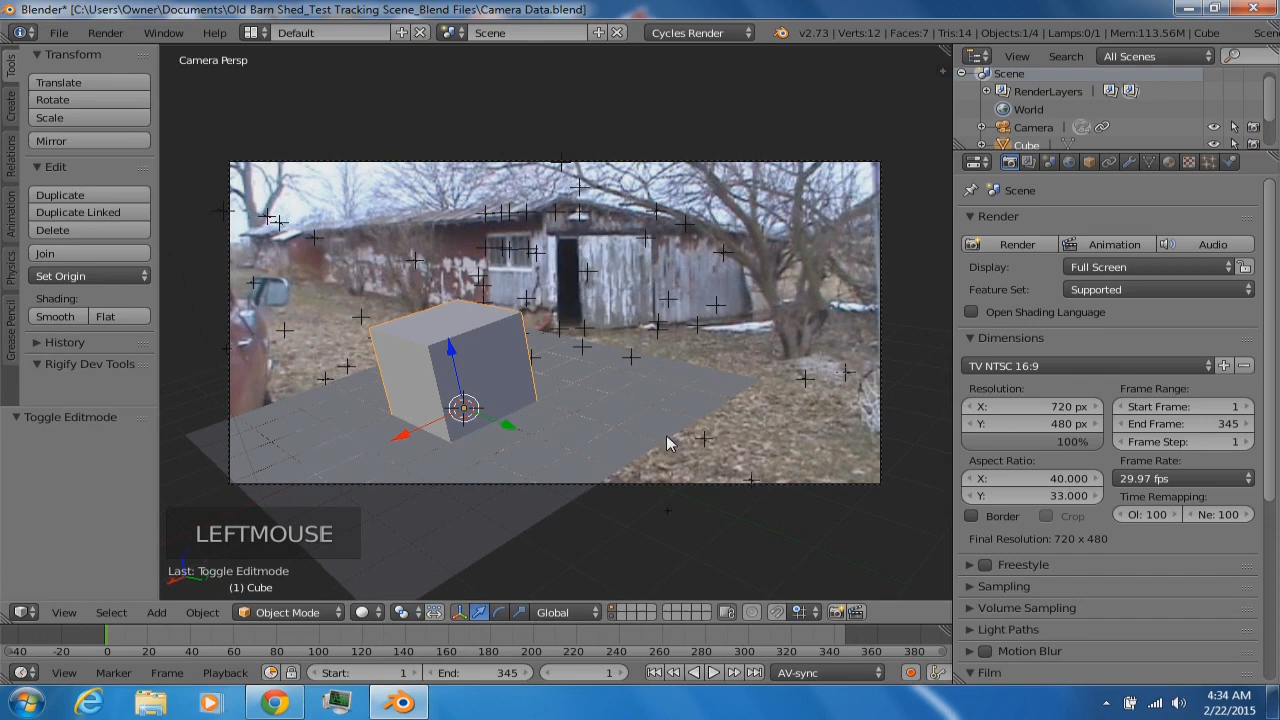 Blender* [C:\Users\Owner\Documents\Old Barn Shed_Test Tracking Scene_Blend Files\Camera Data.blend]
File Render Window Help Default Scene Cycles Render v2.73 | Verts:12 | Faces:7 | Tris:14 | Objects:1/4 | Lamps:0/1 | Mem:113.56M | Cube Scen
Tools
Create
Relations
Animation
Physics
Grease Pencil
Transform
Translate
Rotate
Scale
Mirror
Edit
Duplicate
Duplicate Linked
Delete
Join
Set Origin
Shading:
Smooth Flat
History
Rigify Dev Tools
Toggle Editmode
Camera Persp
LEFTMOUSE
Last: Toggle Editmode
(1) Cube
View Search All Scenes
Scene
RenderLayers
World
Camera
Cube
Scene
Render
Render Animation Audio
Display: Full Screen
Feature Set: Supported
Open Shading Language
Dimensions
TV NTSC 16:9
Resolution: Frame Range:
X: 720 px Start Frame: 1
Y: 480 px End Frame: 345
100% Frame Step: 1
Aspect Ratio: Frame Rate:
X: 40.000 29.97 fps
Y: 33.000 Time Remapping:
Border Crop Ol: 100 Ne: 100
Final Resolution: 720 x 480
Freestyle
Sampling
Volume Sampling
Light Paths
Motion Blur
Film
View Select Add Object Object Mode Global
-40 -20 0 20 40 60 80 100 120 140 160 180 200 220 240 260 280 300 320 340 360 380
View Marker Frame Playback Start: 1 End: 345 1 AV-sync
4:34 AM
2/22/2015